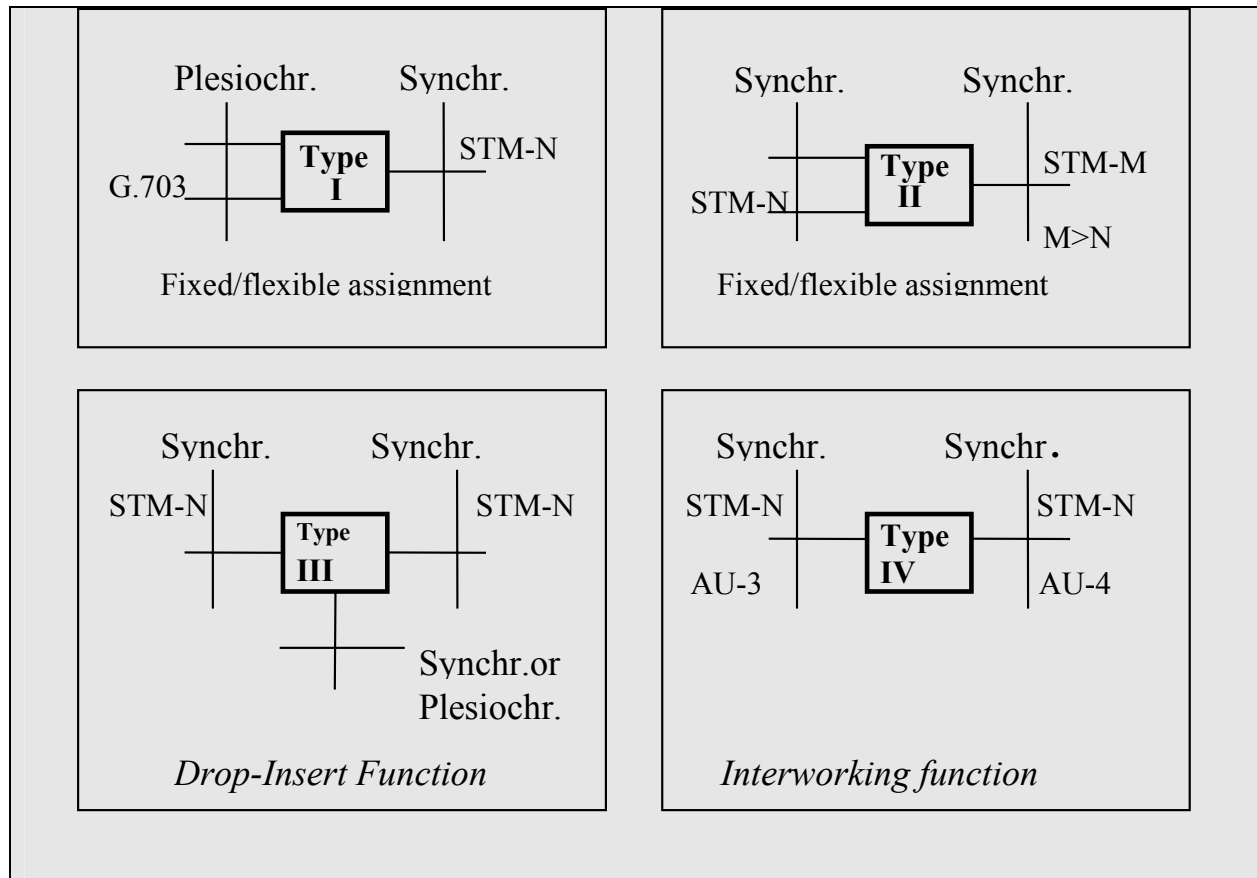 Plesiochr. Synchr.
Type
I
STM-N
G.703
Fixed/flexible assignment
Synchr. Synchr.
Type
II
STM-M
STM-N
M>N
Fixed/flexible assignment
Synchr. Synchr.
STM-N STM-N
Type
III
Synchr.or
Plesiochr.
Drop-Insert Function
Synchr. Synchr.
STM-N STM-N
Type
IV
AU-3 AU-4
Interworking function